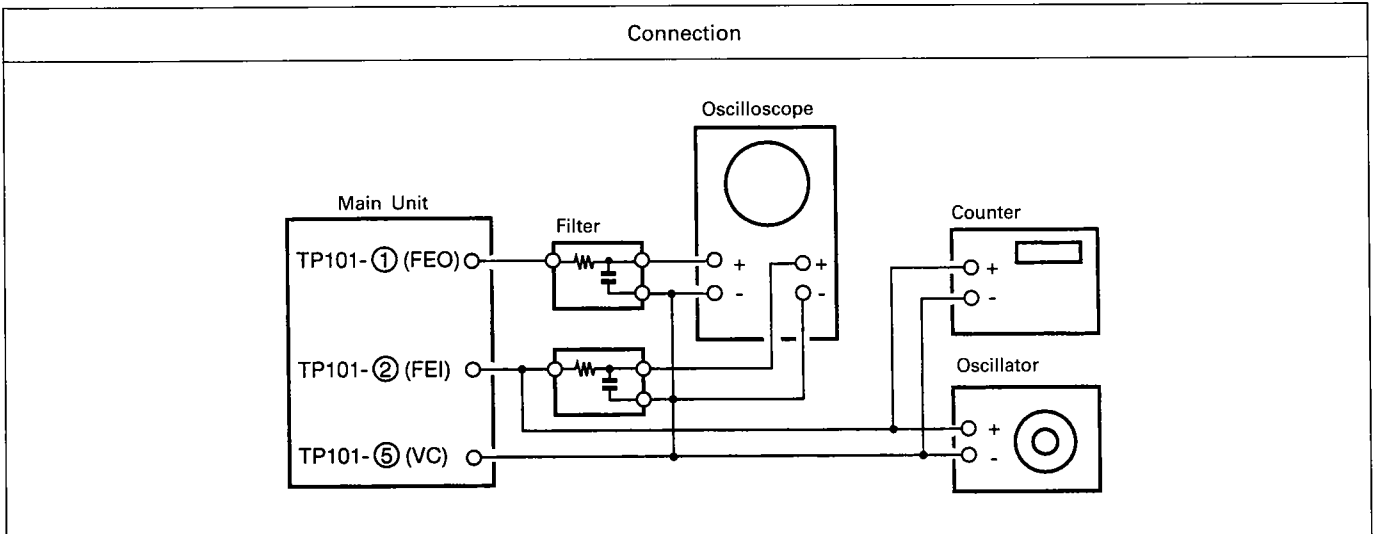 Connection
Oscilloscope
Main Unit
Filter
Counter
TP101-① (FEO)
+ +
- -
+
-
TP101-② (FEI)
Oscillator
+
TP101-⑤ (VC)
-